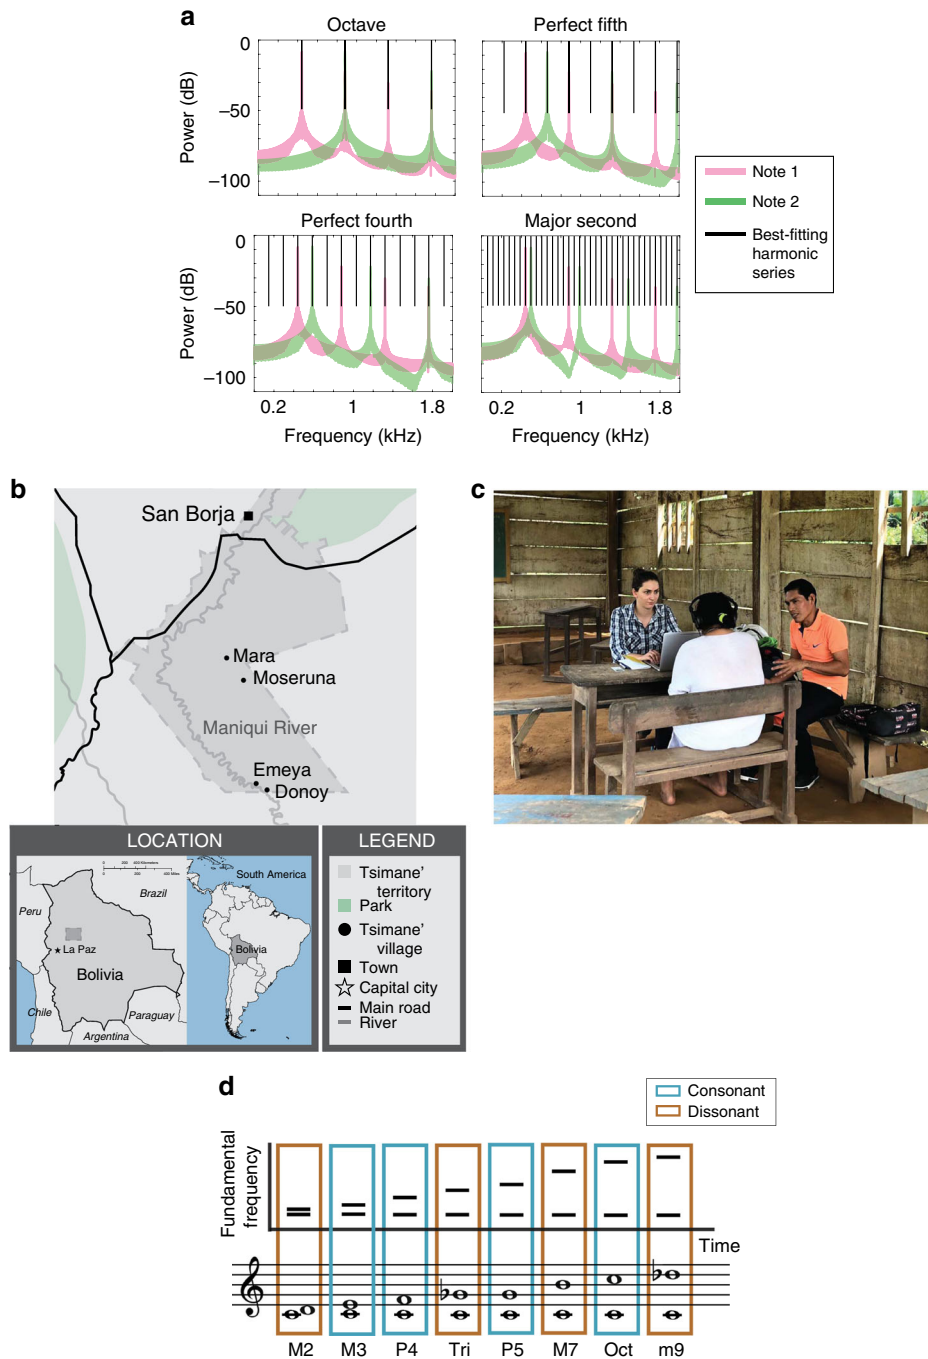 a
Octave
Perfect fifth
0
−50
−100
Power (dB)
Note 1
Note 2
Best-fitting
harmonic
series
Perfect fourth
Major second
0
−50
−100
Power (dB)
0.2 1 1.8
0.2 1 1.8
Frequency (kHz)
Frequency (kHz)
b
San Borja
Mara
Moseruna
Maniqui River
Emeya
Donoy
LOCATION
South America
Brazil
Peru
La Paz
Bolivia
Bolivia
Chile
Paraguay
Argentina
LEGEND
Tsimane'
territory
Park
Tsimane'
village
Town
Capital city
Main road
River
c
d
Consonant
Dissonant
Fundamental
frequency
Time
M2 M3 P4 Tri P5 M7 Oct m9